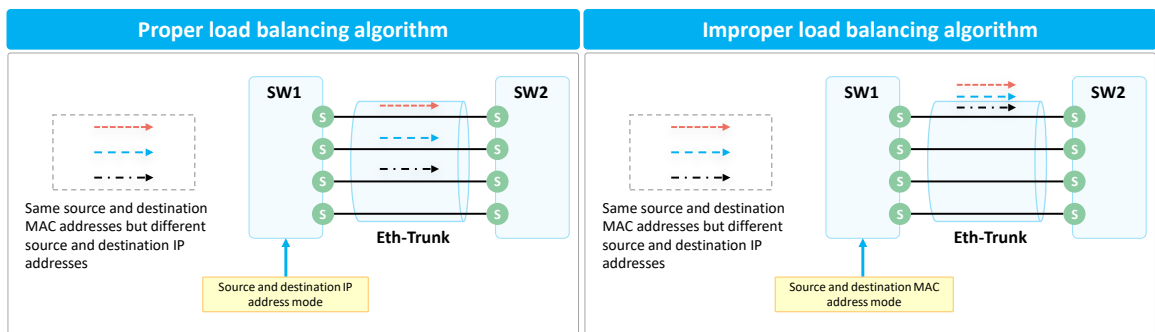 Proper load balancing algorithm
SW1
SW2
S
S
S
S
S
S
S
S
Eth-Trunk
Same source and destination
MAC addresses but different
source and destination IP
addresses
Source and destination IP
address mode
Improper load balancing algorithm
SW1
SW2
S
S
S
S
S
S
S
S
Eth-Trunk
Same source and destination
MAC addresses but different
source and destination IP
addresses
Source and destination MAC
address mode